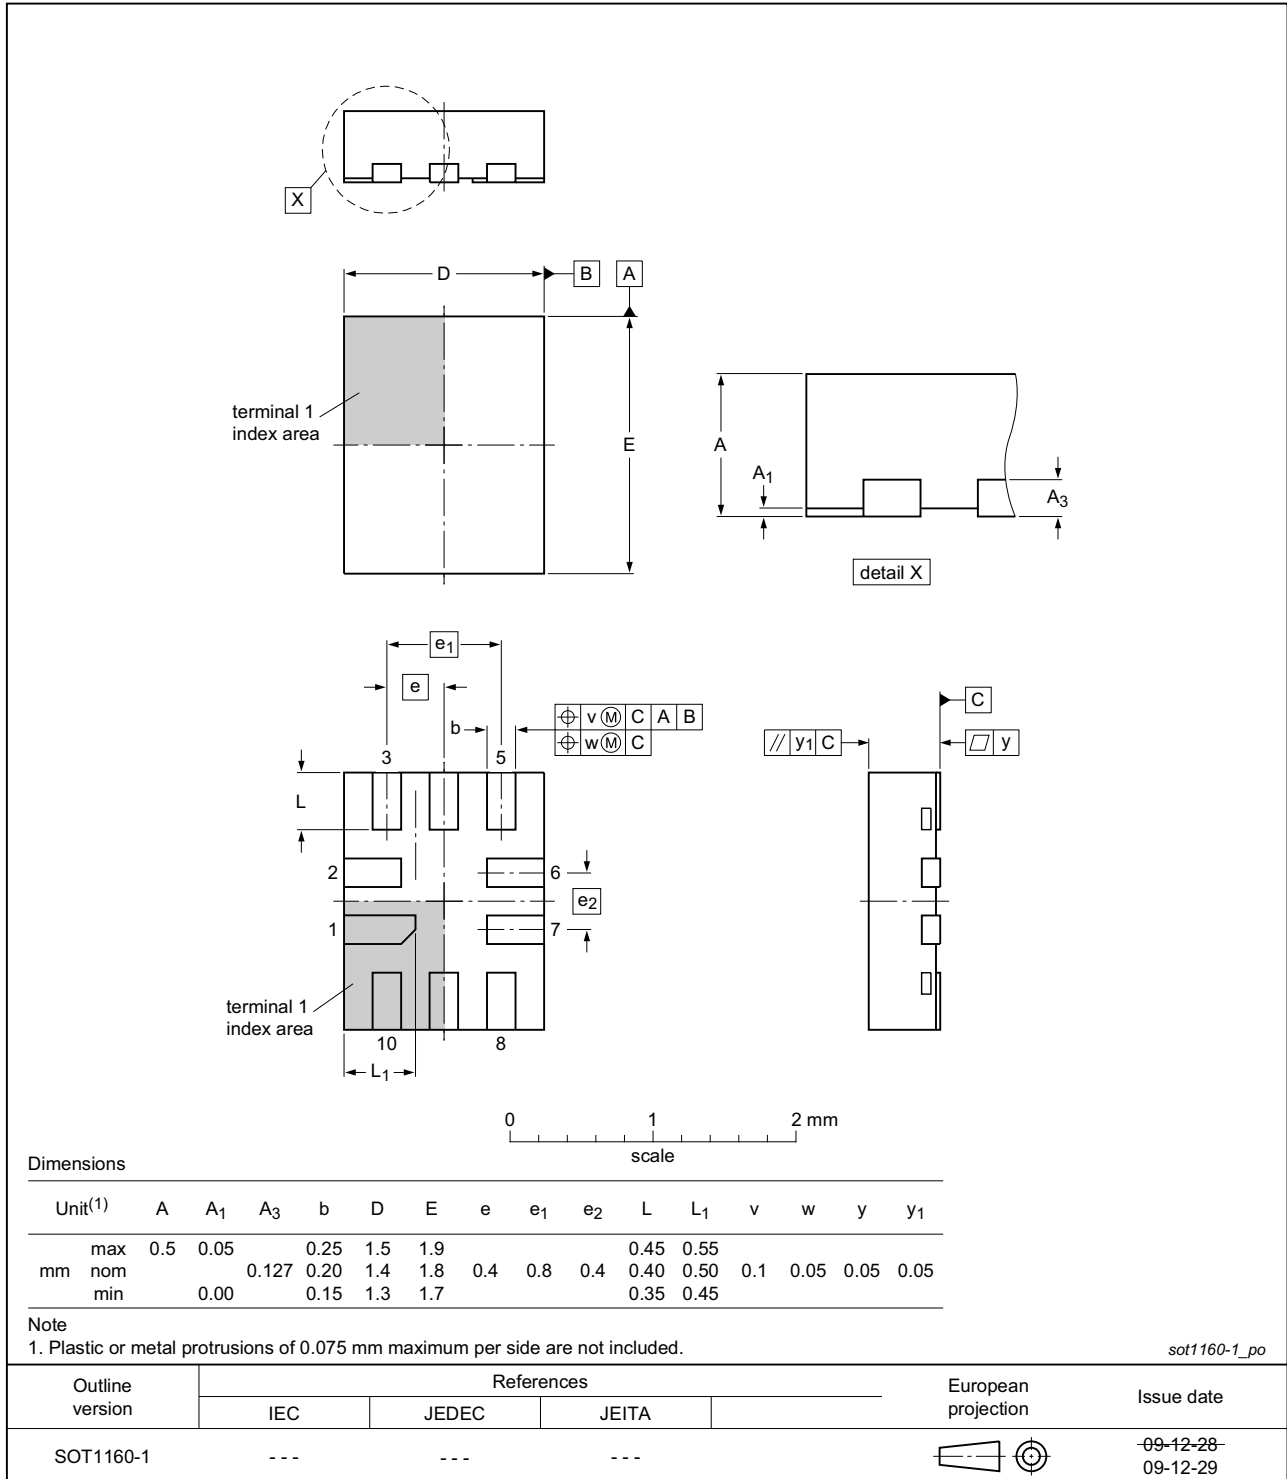 X
D B A
terminal 1
index area
E
A A1 A3
detail X
e1
e
b
v Ⓜ C A B
w Ⓜ C
3 5
L
2 6
e2
1 7
terminal 1
index area
10 8
L1
C
// y1 C
y
0 1 2 mm
scale
Dimensions
Unit(1) A A1 A3 b D E e e1 e2 L L1 v w y y1
max 0.5 0.05 0.25 1.5 1.9 0.45 0.55
mm nom 0.127 0.20 1.4 1.8 0.4 0.8 0.4 0.40 0.50 0.1 0.05 0.05 0.05
min 0.00 0.15 1.3 1.7 0.35 0.45
Note
1. Plastic or metal protrusions of 0.075 mm maximum per side are not included.
sot1160-1_po
Outline version References European projection Issue date
IEC JEDEC JEITA
SOT1160-1 - - - - - - - - - 09-12-28
09-12-29